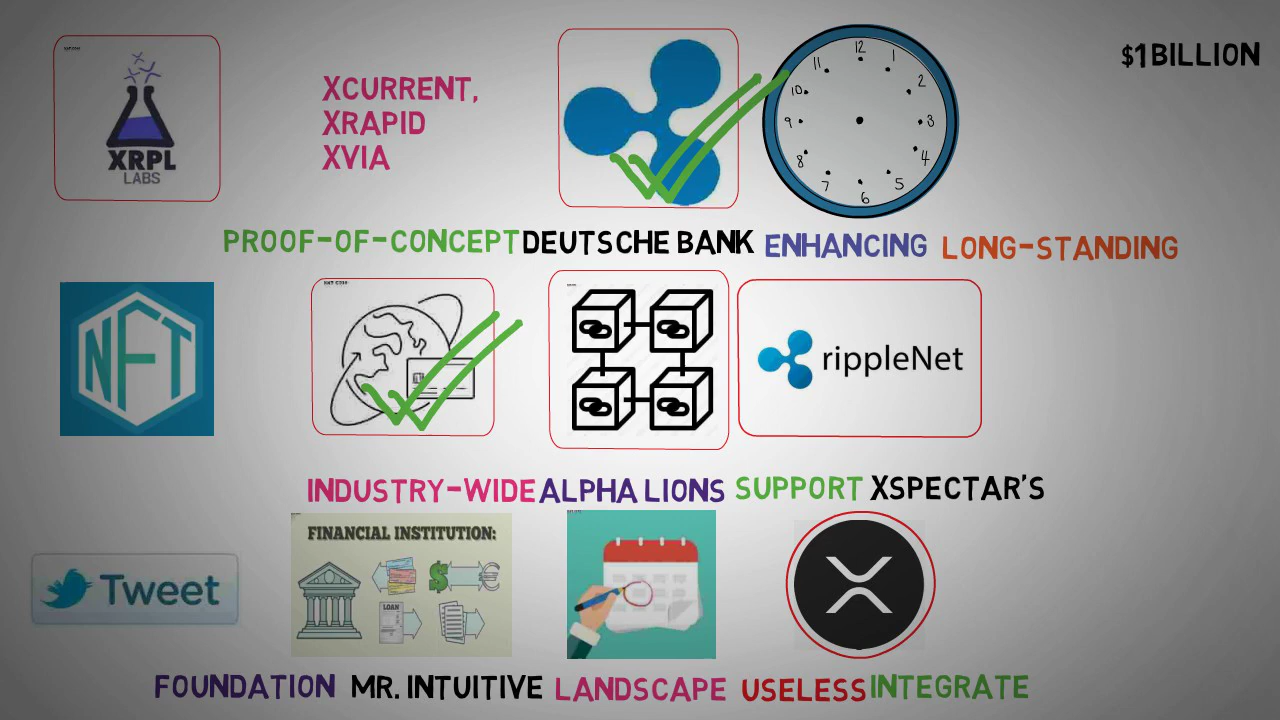 $1 BILLION
XRPL
LABS
XCURRENT,
XRAPID
XVIA
12
1
2
3
4
5
6
7
8
9
10
11
PROOF-OF-CONCEPT DEUTSCHE BANK ENHANCING LONG-STANDING
NFT
rippleNet
INDUSTRY-WIDE ALPHA LIONS SUPPORT XSPECTAR'S
Tweet
FINANCIAL INSTITUTION:
$ €
LOAN
FOUNDATION MR. INTUITIVE LANDSCAPE USELESS INTEGRATE